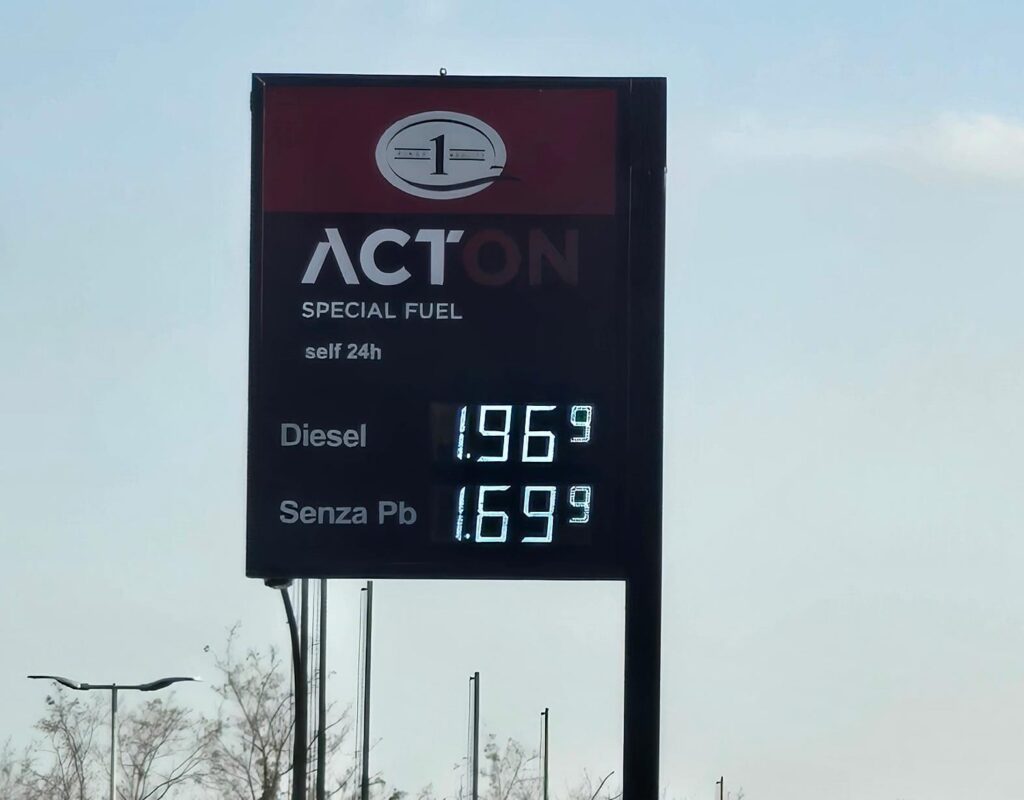 1
ACTON
SPECIAL FUEL
self 24h
Diesel 1.969
Senza Pb 1.699